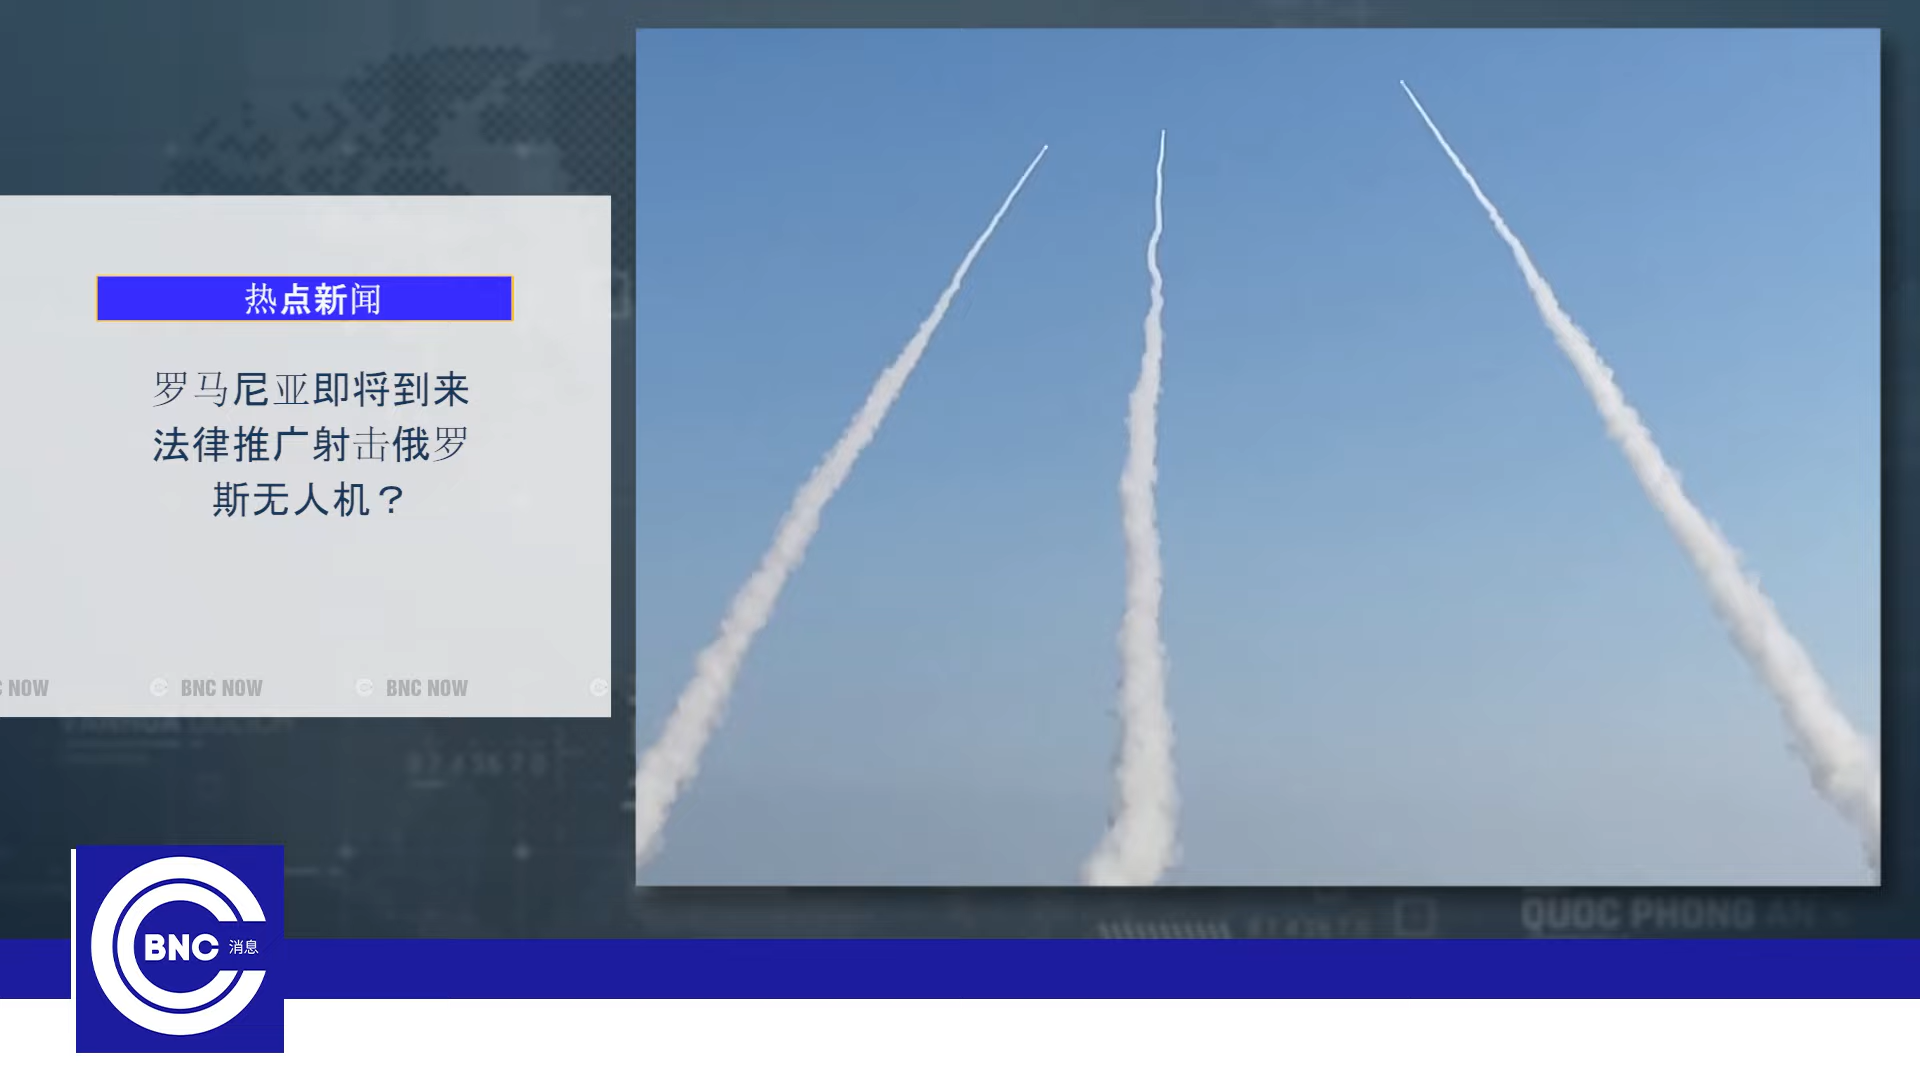 热点新闻
罗马尼亚即将到来
法律推广射击俄罗
斯无人机？
C NOW
BNC NOW
BNC NOW
QUOC PHONG AN
BNC 消息